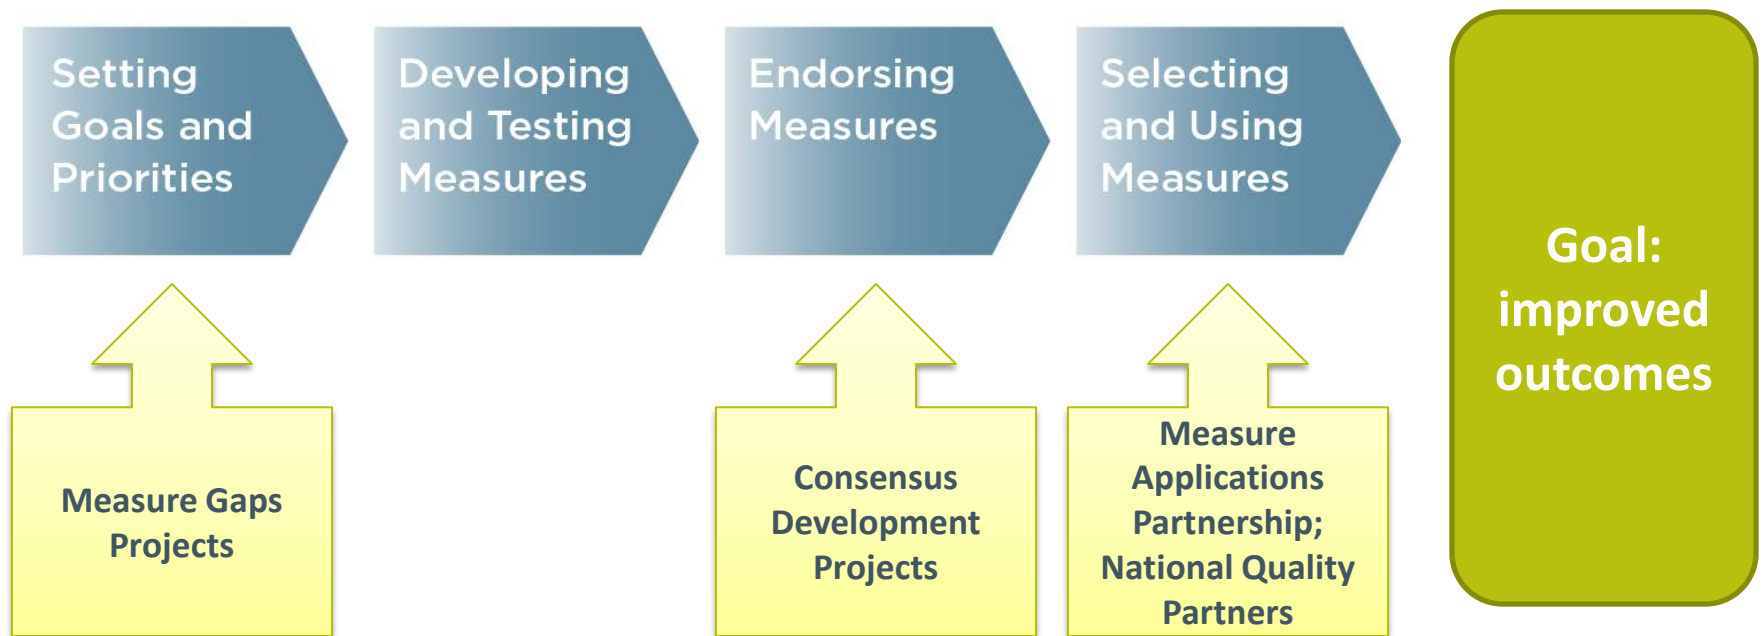 Setting
Goals and
Priorities
Developing
and Testing
Measures
Endorsing
Measures
Selecting
and Using
Measures
Goal:
improved
outcomes
Measure Gaps
Projects
Consensus
Development
Projects
Measure
Applications
Partnership;
National Quality
Partners